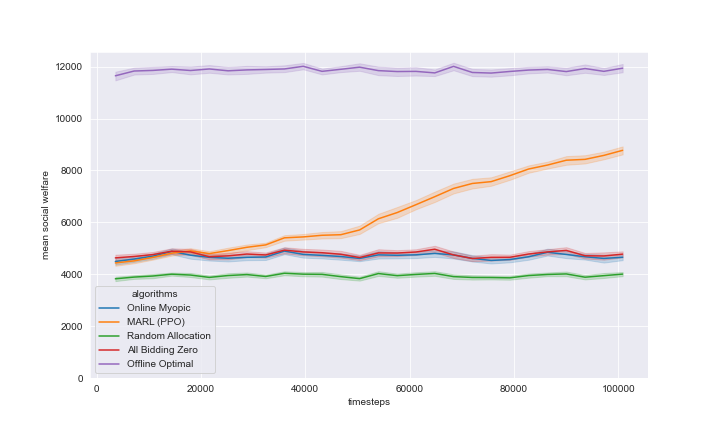 12000
10000
8000
6000
4000
2000
0
mean social welfare
algorithms
Online Myopic
MARL (PPO)
Random Allocation
All Bidding Zero
Offline Optimal
0 20000 40000 60000 80000 100000
timesteps